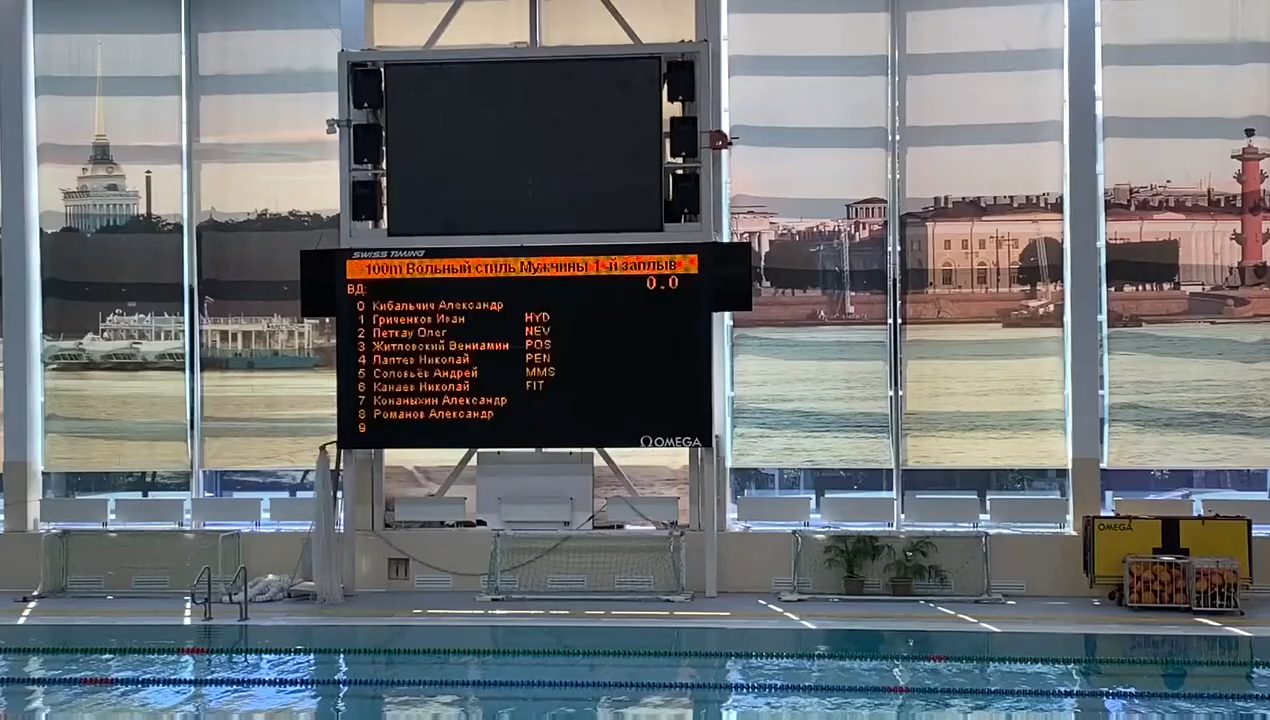 SWISS TIMING
100m Вольный стиль Мужчины 1-й заплыв
ВД: 0.0
0 Кибальчич Александр
1 Гриченков Иван HYD
2 Петкау Олег NEV
3 Житловский Вениамин POS
4 Лаптев Николай PEN
5 Соловьёв Андрей MMS
6 Канаев Николай FIT
7 Конаныхин Александр
8 Романов Александр
9
OMEGA
OMEGA